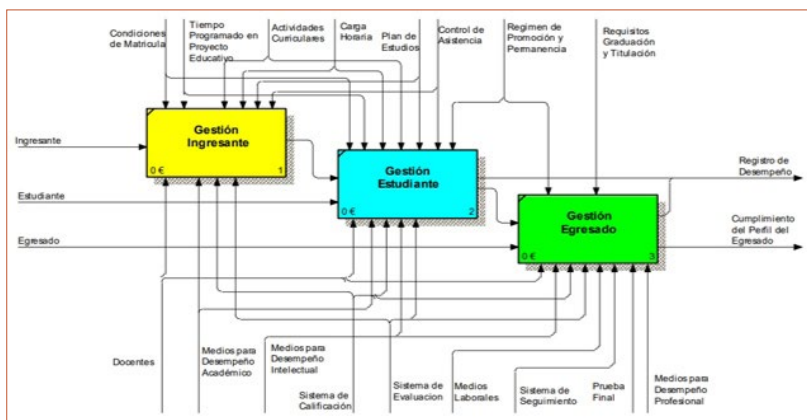 Condiciones
de Matricula
Tiempo
Programado en
Proyecto
Educativo
Actividades
Curriculares
Carga
Horaria
Plan de
Estudios
Control de
Asistencia
Regimen de
Promoción y
Permanencia
Requisitos
Graduación
y Titulación
Gestión
Ingresante
0 €
1
Ingresante
Gestión
Estudiante
0 €
2
Estudiante
Gestión
Egresado
0 €
3
Egresado
Registro de
Desempeño
Cumplimiento
del Perfil del
Egresado
Docentes
Medios para
Desempeño
Académico
Medios para
Desempeño
Intelectual
Sistema de
Calificación
Sistema de
Evaluacion
Medios
Laborales
Sistema de
Seguimiento
Prueba
Final
Medios para
Desempeño
Profesional